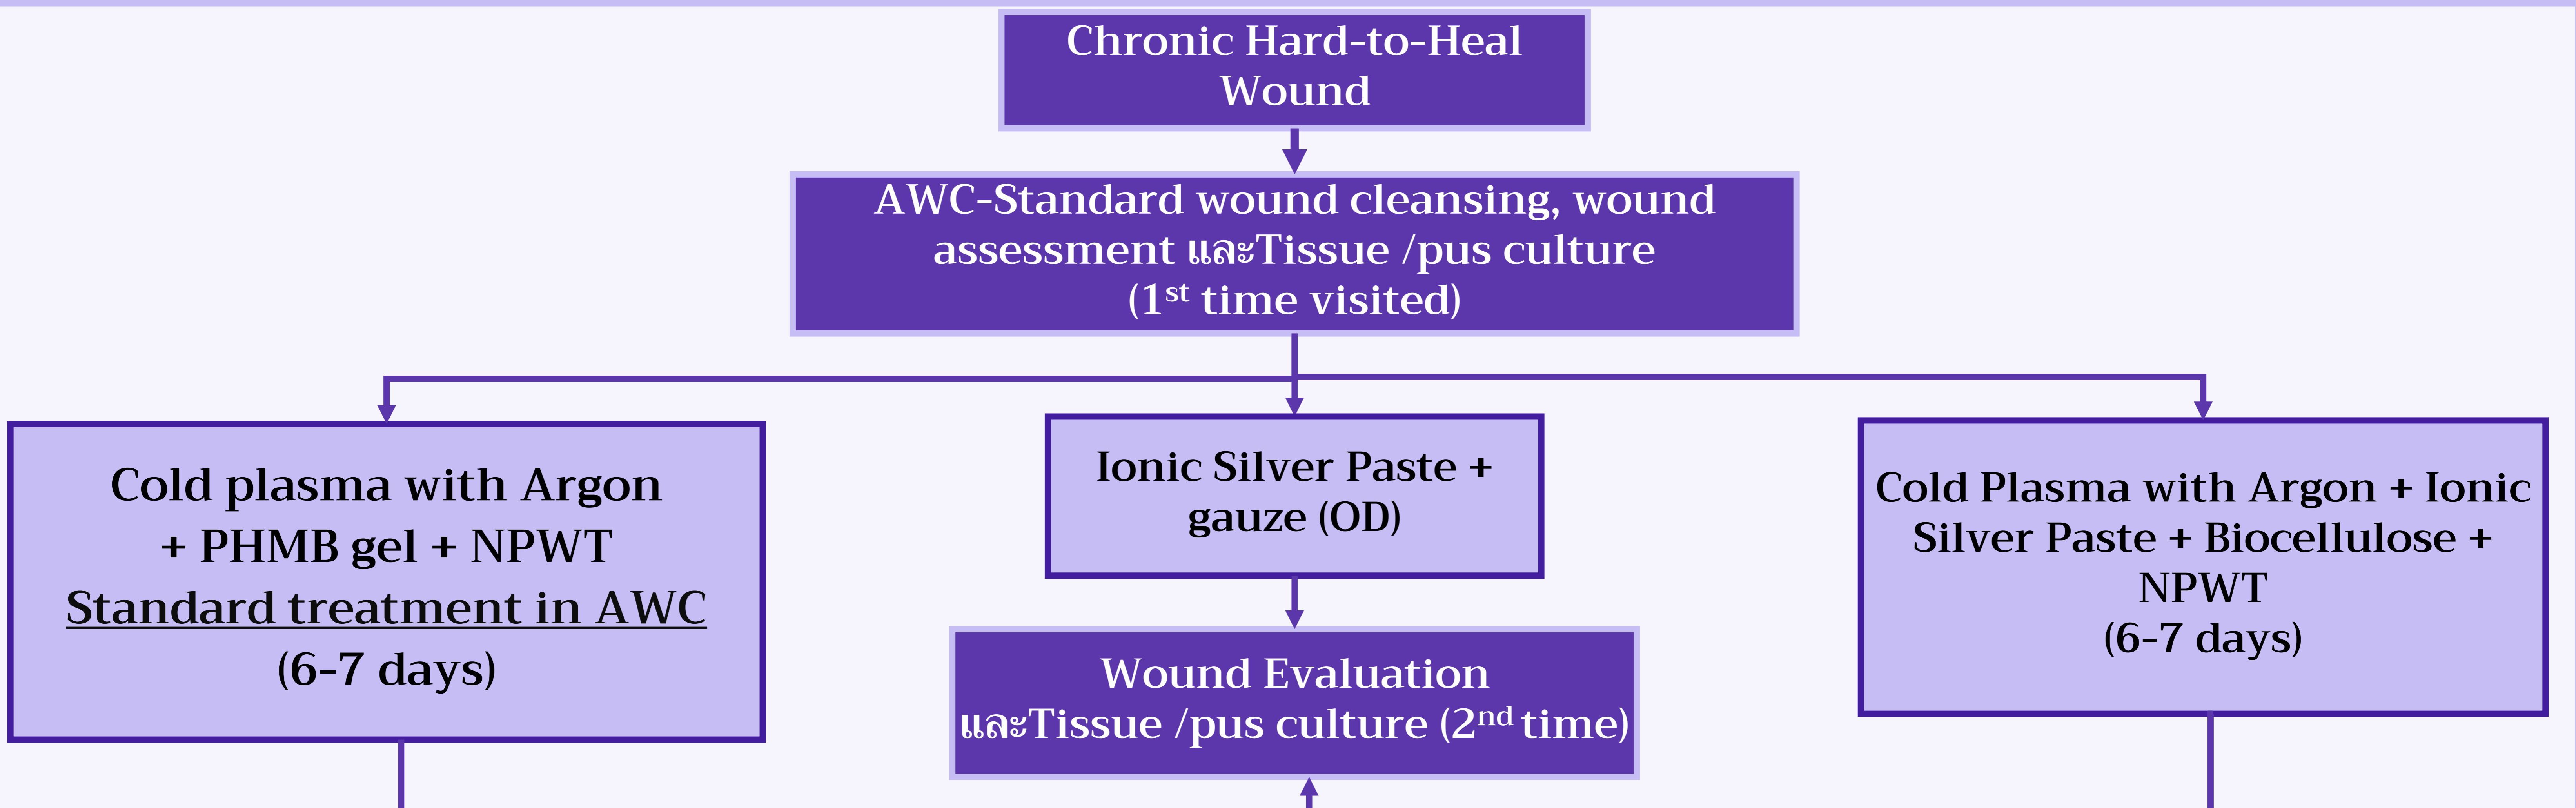 Chronic Hard-to-Heal
Wound
AWC-Standard wound cleansing, wound
assessment และTissue /pus culture
(1st time visited)
Cold plasma with Argon
+ PHMB gel + NPWT
Standard treatment in AWC
(6-7 days)
Ionic Silver Paste +
gauze (OD)
Cold Plasma with Argon + Ionic
Silver Paste + Biocellulose +
NPWT
(6-7 days)
Wound Evaluation
และTissue /pus culture (2nd time)